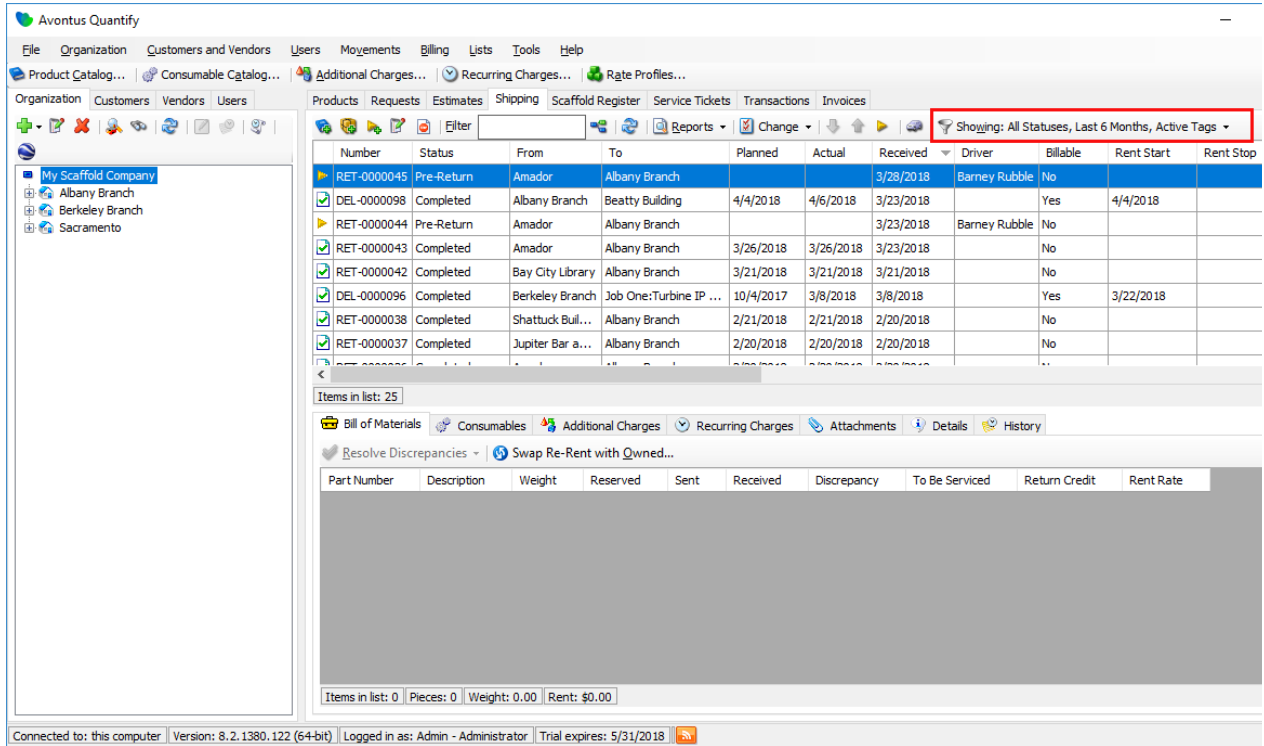 Avontus Quantify
File Organization Customers and Vendors Users Movements Billing Lists Tools Help
Product Catalog... Consumable Catalog... Additional Charges... Recurring Charges... Rate Profiles...
Organization Customers Vendors Users
Products Requests Estimates Shipping Scaffold Register Service Tickets Transactions Invoices
Filter Reports Change Showing: All Statuses, Last 6 Months, Active Tags
My Scaffold Company
Albany Branch
Berkeley Branch
Sacramento
Number Status From To Planned Actual Received Driver Billable Rent Start Rent Stop
RET-0000045 Pre-Return Amador Albany Branch 3/28/2018 Barney Rubble No
DEL-0000098 Completed Albany Branch Beatty Building 4/4/2018 4/6/2018 3/23/2018 Yes 4/4/2018
RET-0000044 Pre-Return Amador Albany Branch 3/23/2018 Barney Rubble No
RET-0000043 Completed Amador Albany Branch 3/26/2018 3/26/2018 3/23/2018 No
RET-0000042 Completed Bay City Library Albany Branch 3/21/2018 3/21/2018 3/21/2018 No
DEL-0000096 Completed Berkeley Branch Job One:Turbine IP ... 10/4/2017 3/8/2018 3/8/2018 Yes 3/22/2018
RET-0000038 Completed Shattuck Buil... Albany Branch 2/21/2018 2/21/2018 2/20/2018 No
RET-0000037 Completed Jupiter Bar a... Albany Branch 2/20/2018 2/20/2018 2/20/2018 No
Items in list: 25
Bill of Materials Consumables Additional Charges Recurring Charges Attachments Details History
Resolve Discrepancies Swap Re-Rent with Owned...
Part Number Description Weight Reserved Sent Received Discrepancy To Be Serviced Return Credit Rent Rate
Items in list: 0 Pieces: 0 Weight: 0.00 Rent: $0.00
Connected to: this computer Version: 8.2.1380.122 (64-bit) Logged in as: Admin - Administrator Trial expires: 5/31/2018